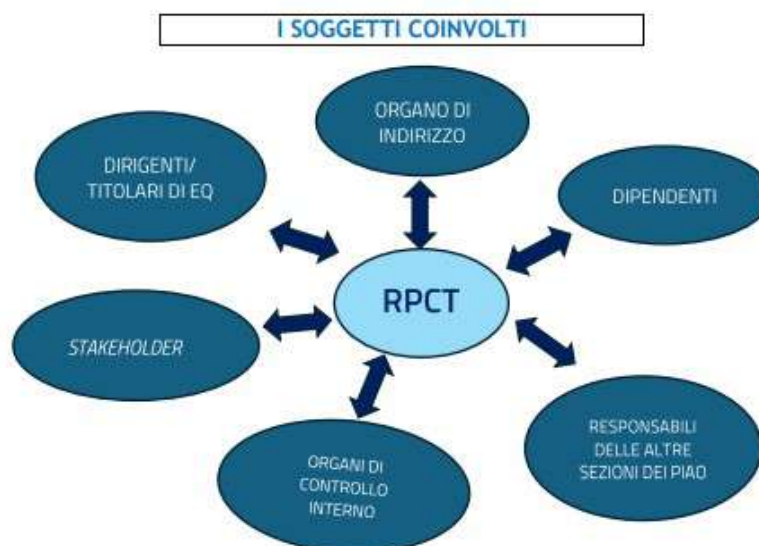 I SOGGETTI COINVOLTI
ORGANO DI
INDIRIZZO
DIRIGENTI/
TITOLARI DI EQ
DIPENDENTI
RPCT
STAKEHOLDER
RESPONSABILI
DELLE ALTRE
SEZIONI DEI PIAO
ORGANI DI
CONTROLLO
INTERNO